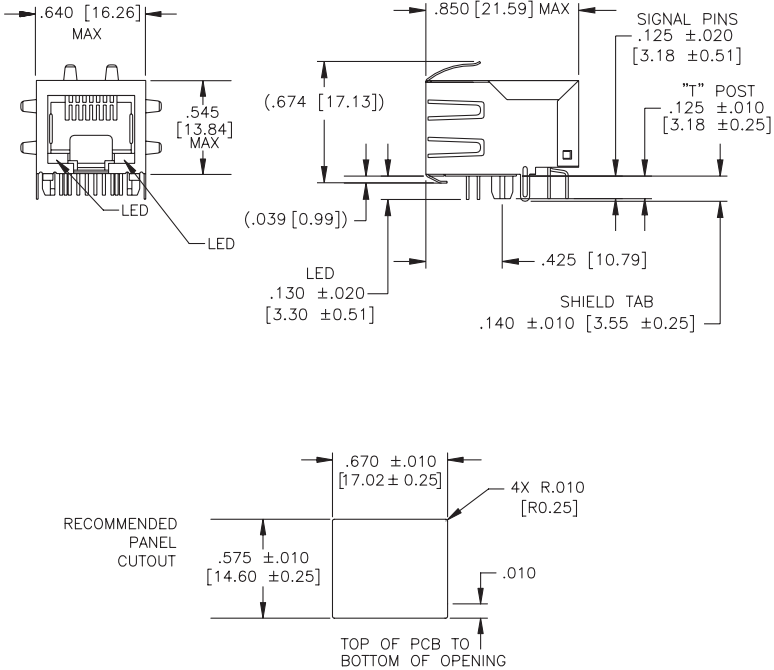 .640 [16.26]
MAX
.545
[13.84]
MAX
LED
LED
.850 [21.59] MAX
(.674 [17.13])
(.039 [0.99])
LED
.130 ±.020
[3.30 ±0.51]
SIGNAL PINS
.125 ±.020
[3.18 ±0.51]
"T" POST
.125 ±.010
[3.18 ±0.25]
.425 [10.79]
SHIELD TAB
.140 ±.010 [3.55 ±0.25]
.670 ±.010
[17.02± 0.25]
4X R.010
[R0.25]
RECOMMENDED
PANEL
CUTOUT
.575 ±.010
[14.60 ±0.25]
.010
TOP OF PCB TO
BOTTOM OF OPENING